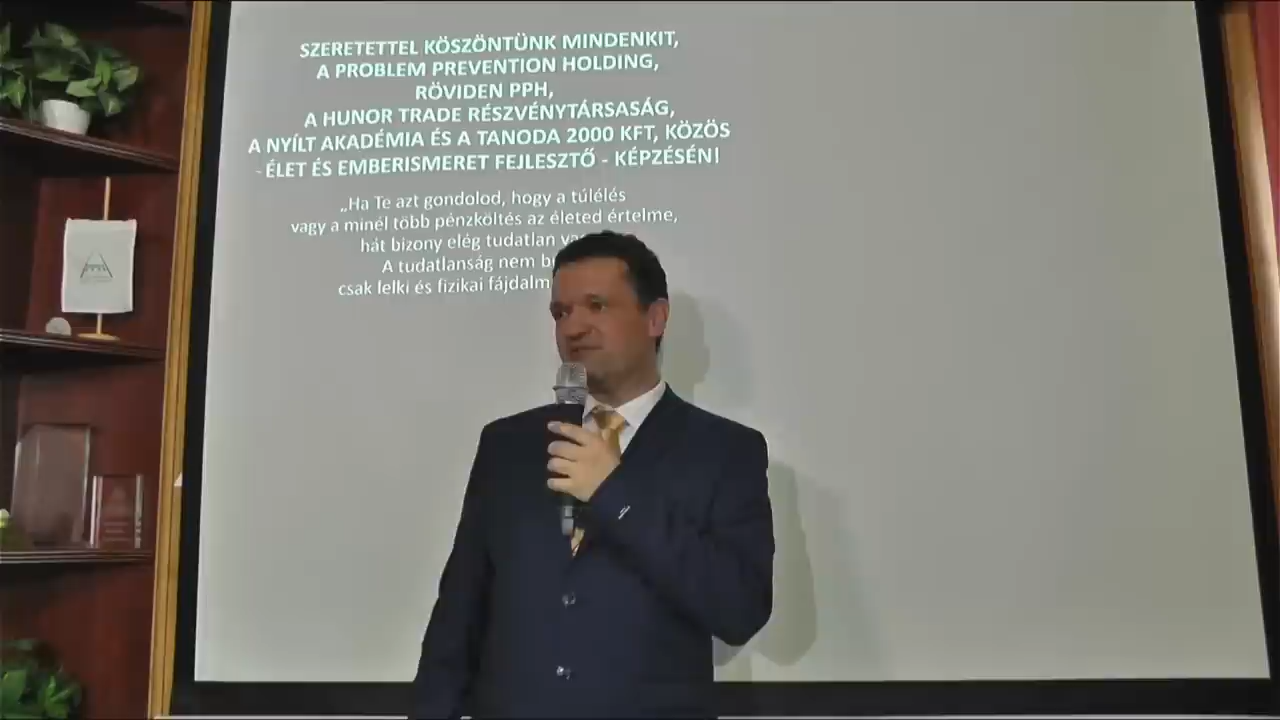 SZERETETTEL KÖSZÖNTÜNK MINDENKIT,
A PROBLEM PREVENTION HOLDING,
RÖVIDEN PPH,
A HUNOR TRADE RÉSZVÉNYTÁRSASÁG,
A NYÍLT AKADÉMIA ÉS A TANODA 2000 KFT, KÖZÖS
- ÉLET ÉS EMBERISMERET FEJLESZTŐ - KÉPZÉSÉN!
„Ha Te azt gondolod, hogy a túlélés
vagy a minél több pénzköltés az életed értelme,
hát bizony elég tudatlan
A tudatlanság nem
csak lelki és fizikai